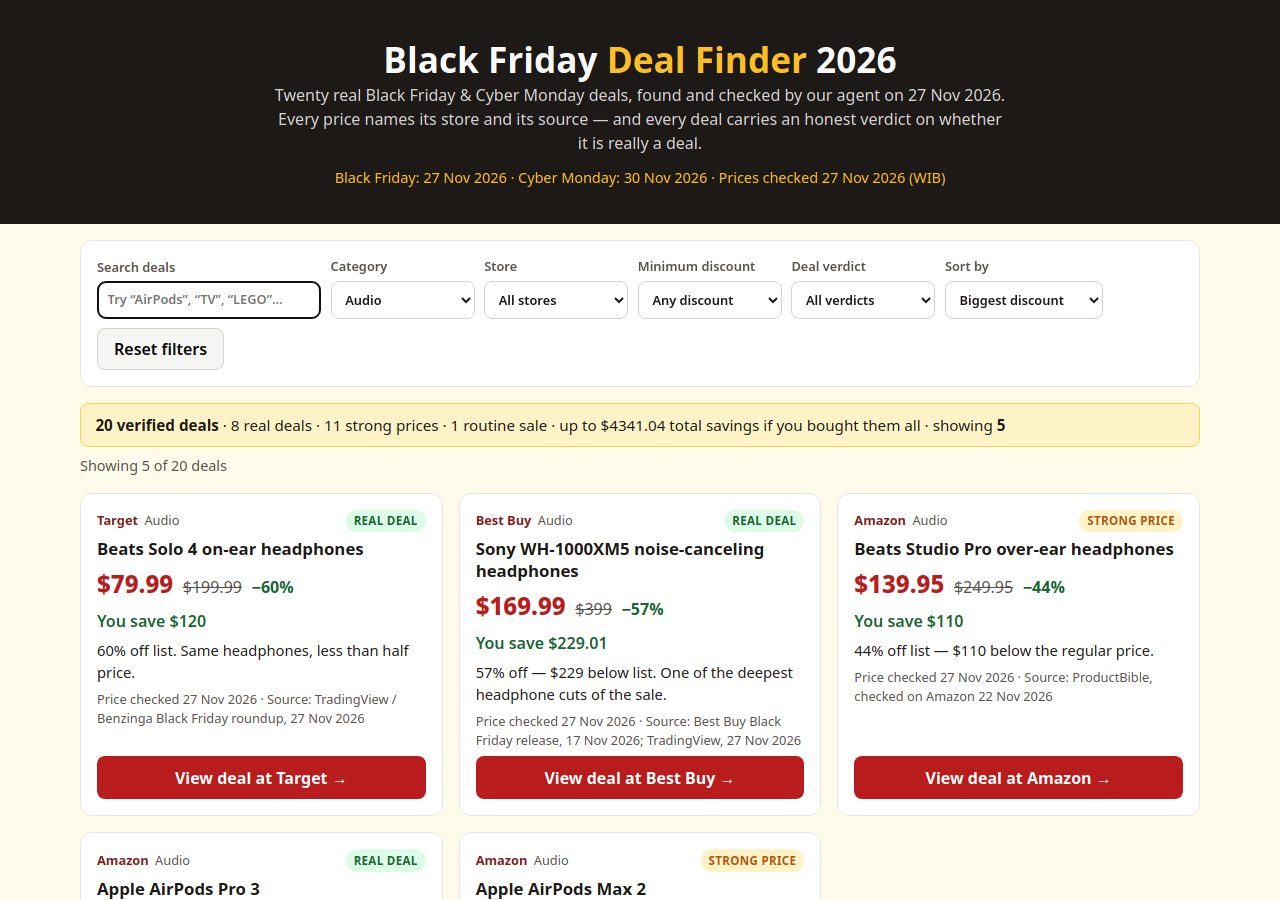 Black Friday Deal Finder 2026
Twenty real Black Friday & Cyber Monday deals, found and checked by our agent on 27 Nov 2026.
Every price names its store and its source — and every deal carries an honest verdict on whether
it is really a deal.
Black Friday: 27 Nov 2026 · Cyber Monday: 30 Nov 2026 · Prices checked 27 Nov 2026 (WIB)
Search deals
Try “AirPods”, “TV”, “LEGO”…
Category
Audio
Store
All stores
Minimum discount
Any discount
Deal verdict
All verdicts
Sort by
Biggest discount
Reset filters
20 verified deals · 8 real deals · 11 strong prices · 1 routine sale · up to $4341.04 total savings if you bought them all · showing 5
Showing 5 of 20 deals
Target Audio REAL DEAL
Beats Solo 4 on-ear headphones
$79.99 $199.99 −60%
You save $120
60% off list. Same headphones, less than half
price.
Price checked 27 Nov 2026 · Source: TradingView /
Benzinga Black Friday roundup, 27 Nov 2026
View deal at Target →
Best Buy Audio REAL DEAL
Sony WH-1000XM5 noise-canceling
headphones
$169.99 $399 −57%
You save $229.01
57% off — $229 below list. One of the deepest
headphone cuts of the sale.
Price checked 27 Nov 2026 · Source: Best Buy Black
Friday release, 17 Nov 2026; TradingView, 27 Nov 2026
View deal at Best Buy →
Amazon Audio STRONG PRICE
Beats Studio Pro over-ear headphones
$139.95 $249.95 −44%
You save $110
44% off list — $110 below the regular price.
Price checked 27 Nov 2026 · Source: ProductBible,
checked on Amazon 22 Nov 2026
View deal at Amazon →
Amazon Audio REAL DEAL
Apple AirPods Pro 3
Amazon Audio STRONG PRICE
Apple AirPods Max 2